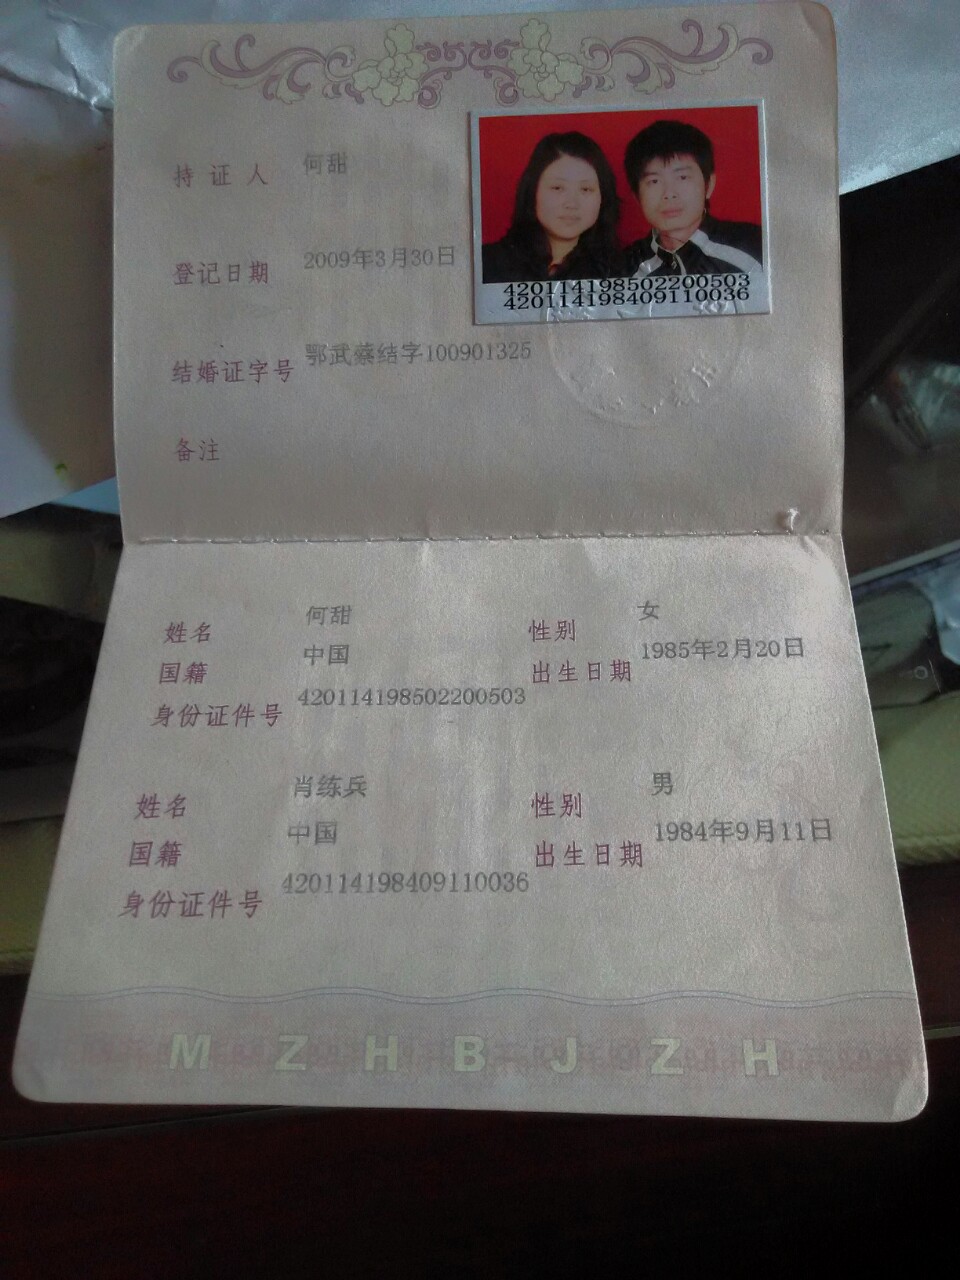 持证人 何甜
登记日期 2009年3月30日
420114198502200503
420114198409110036
结婚证字号 鄂武蔡结字100901325
备注
姓名 何甜 性别 女
国籍 中国 出生日期 1985年2月20日
身份证件号 420114198502200503
姓名 肖练兵 性别 男
国籍 中国 出生日期 1984年9月11日
身份证件号 420114198409110036
MZHBJZH